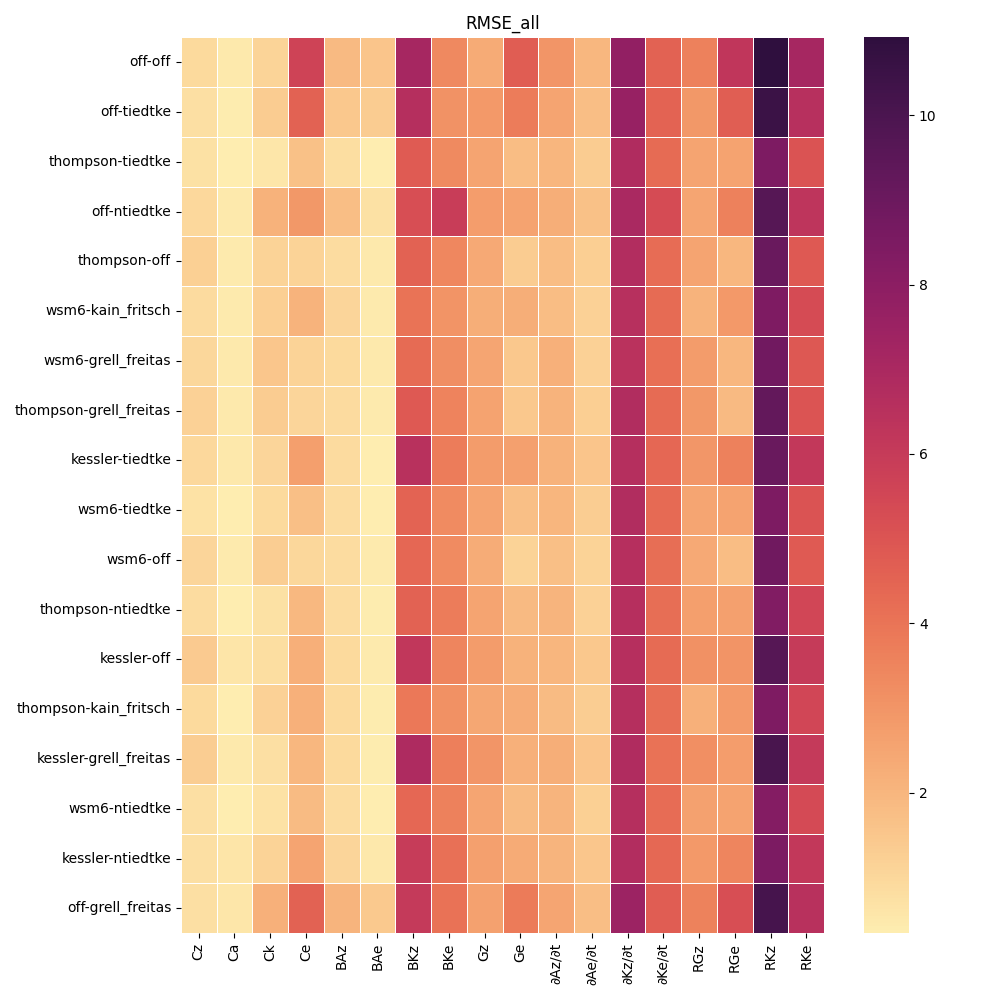 RMSE_all
off-off
off-tiedtke
thompson-tiedtke
off-ntiedtke
thompson-off
wsm6-kain_fritsch
wsm6-grell_freitas
thompson-grell_freitas
kessler-tiedtke
wsm6-tiedtke
wsm6-off
thompson-ntiedtke
kessler-off
thompson-kain_fritsch
kessler-grell_freitas
wsm6-ntiedtke
kessler-ntiedtke
off-grell_freitas
Cz
Ca
Ck
Ce
BAz
BAe
BKz
BKe
Gz
Ge
∂Az/∂t
∂Ae/∂t
∂Kz/∂t
∂Ke/∂t
RGz
RGe
RKz
RKe
10
8
6
4
2